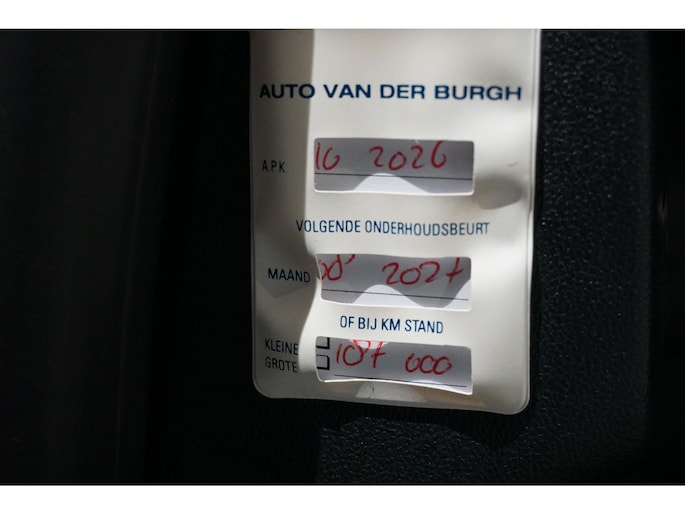 AUTO VAN DER BURGH
A.P.K 10 2026
VOLGENDE ONDERHOUDSBEURT
MAAND 08' 2027
OF BIJ KM STAND
KLEINE
GROTE 107 000